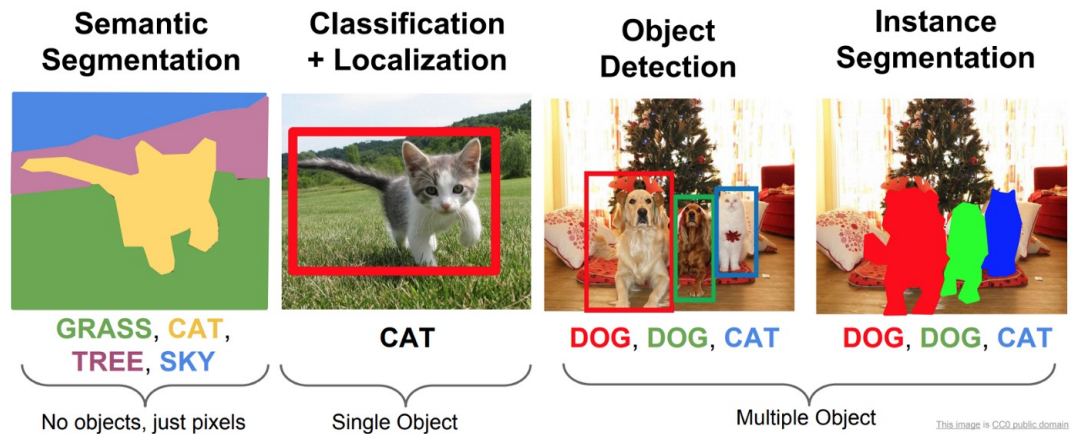 Semantic
Segmentation
Classification
+ Localization
Object
Detection
Instance
Segmentation
GRASS, CAT,
TREE, SKY
CAT
DOG, DOG, CAT
DOG, DOG, CAT
No objects, just pixels
Single Object
Multiple Object
This image is CC0 public domain